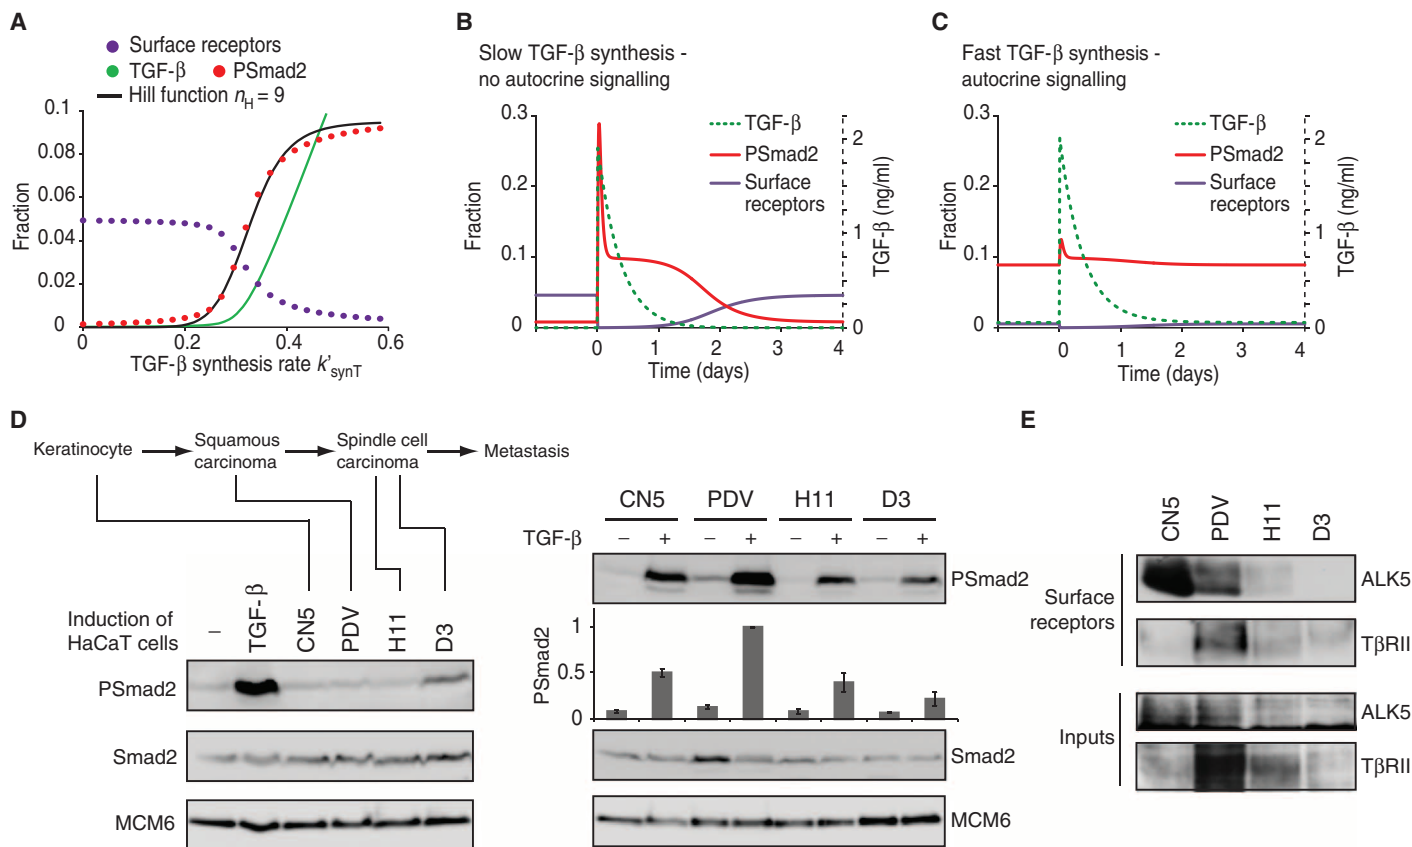 A
Surface receptors
TGF-β PSmad2
Hill function nH = 9
0.1
0.08
0.06
0.04
0.02
0
Fraction
0 0.2 0.4 0.6
TGF-β synthesis rate k'synT
B
Slow TGF-β synthesis -
no autocrine signalling
TGF-β
PSmad2
Surface
receptors
0.3
0.2
0.1
0
Fraction
2
1
0
TGF-β (ng/ml)
0 1 2 3 4
Time (days)
C
Fast TGF-β synthesis -
autocrine signalling
TGF-β
PSmad2
Surface
receptors
0.3
0.2
0.1
0
Fraction
2
1
0
TGF-β (ng/ml)
0 1 2 3 4
Time (days)
D
Keratinocyte
Squamous
carcinoma
Spindle cell
carcinoma
Metastasis
Induction of
HaCaT cells
– TGF-β CN5 PDV H11 D3
PSmad2
Smad2
MCM6
CN5 PDV H11 D3
TGF-β – + – + – + – +
PSmad2
PSmad2
1
0.5
0
Smad2
MCM6
E
CN5 PDV H11 D3
Surface
receptors
ALK5
TβRII
Inputs
ALK5
TβRII